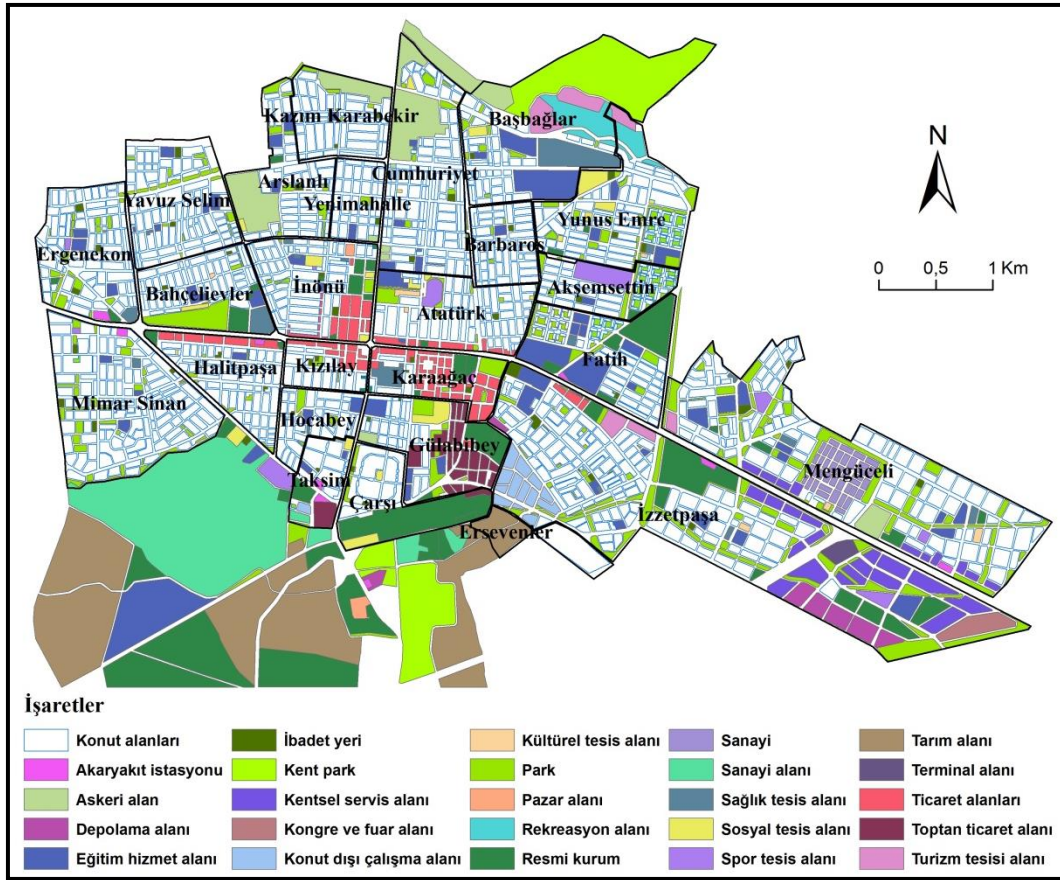 Kazım Karabekir
Başbağlar
N
Cumhuriyet
Arslanlı
Yavuz Selim
Yenimahalle
Yunus Emre
Barbaros
Ergenekon
İnönü
Bahçelievler
Akşemsettin
Atatürk
0 0,5 1 Km
Halitpaşa
Kızılay
Karaağaç
Fatih
Mimar Sinan
Hocabey
Gülabibey
Mengüceli
Taksim
Çarşı
İzzetpaşa
Ersevenler
İşaretler
Konut alanları
Akaryakıt istasyonu
Askeri alan
Depolama alanı
Eğitim hizmet alanı
İbadet yeri
Kent park
Kentsel servis alanı
Kongre ve fuar alanı
Konut dışı çalışma alanı
Kültürel tesis alanı
Park
Pazar alanı
Rekreasyon alanı
Resmi kurum
Sanayi
Sanayi alanı
Sağlık tesis alanı
Sosyal tesis alanı
Spor tesis alanı
Tarım alanı
Terminal alanı
Ticaret alanları
Toptan ticaret alanı
Turizm tesisi alanı